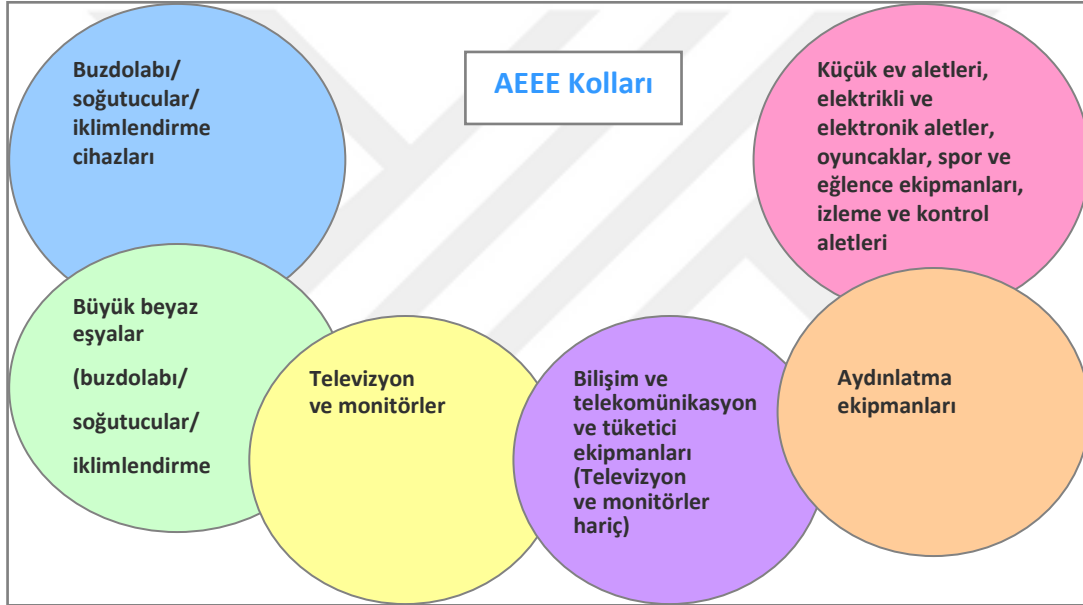 AEEE Kolları
Buzdolabı/
soğutucular/
iklimlendirme
cihazları
Büyük beyaz
eşyalar
(buzdolabı/
soğutucular/
iklimlendirme
Televizyon
ve monitörler
Bilişim ve
telekomünikasyon
ve tüketici
ekipmanları
(Televizyon
ve monitörler
hariç)
Aydınlatma
ekipmanları
Küçük ev aletleri,
elektrikli ve
elektronik aletler,
oyuncaklar, spor ve
eğlence ekipmanları,
izleme ve kontrol
aletleri